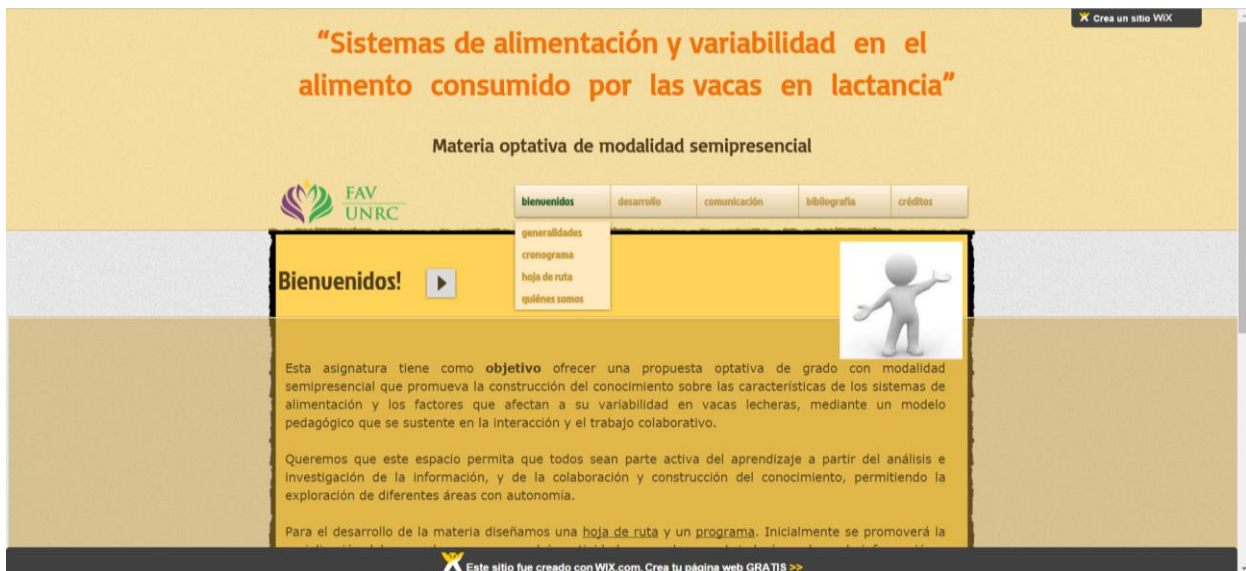 Crea un sitio WiX
“Sistemas de alimentación y variabilidad en el
alimento consumido por las vacas en lactancia”
Materia optativa de modalidad semipresencial
FAV
UNRC
bienvenidos desarrollo comunicación bibliografía créditos
generalidades
cronograma
hoja de ruta
quiénes somos
Bienvenidos!
Esta asignatura tiene como objetivo ofrecer una propuesta optativa de grado con modalidad
semipresencial que promueva la construcción del conocimiento sobre las características de los sistemas de
alimentación y los factores que afectan a su variabilidad en vacas lecheras, mediante un modelo
pedagógico que se sustente en la interacción y el trabajo colaborativo.
Queremos que este espacio permita que todos sean parte activa del aprendizaje a partir del análisis e
investigación de la información, y de la colaboración y construcción del conocimiento, permitiendo la
exploración de diferentes áreas con autonomía.
Para el desarrollo de la materia diseñamos una hoja de ruta y un programa. Inicialmente se promoverá la
Este sitio fue creado con WIX.com. Crea tu página web GRATIS >>